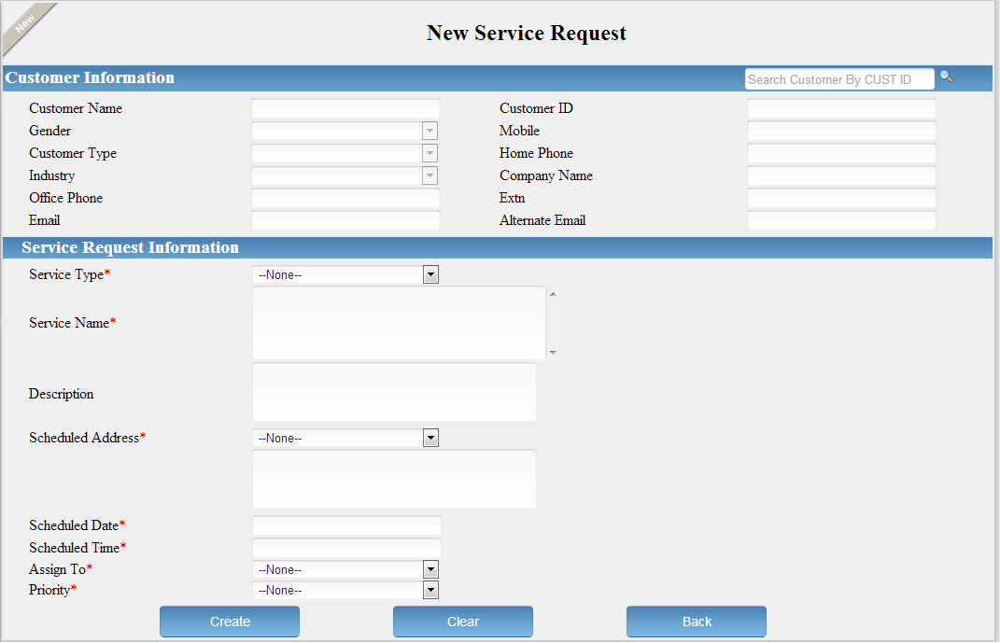 New
New Service Request
Customer Information Search Customer By CUST ID
Customer Name Customer ID
Gender Mobile
Customer Type Home Phone
Industry Company Name
Office Phone Extn
Email Alternate Email
Service Request Information
Service Type* --None--
Service Name*
Description
Scheduled Address* --None--
Scheduled Date*
Scheduled Time*
Assign To* --None--
Priority* --None--
Create Clear Back